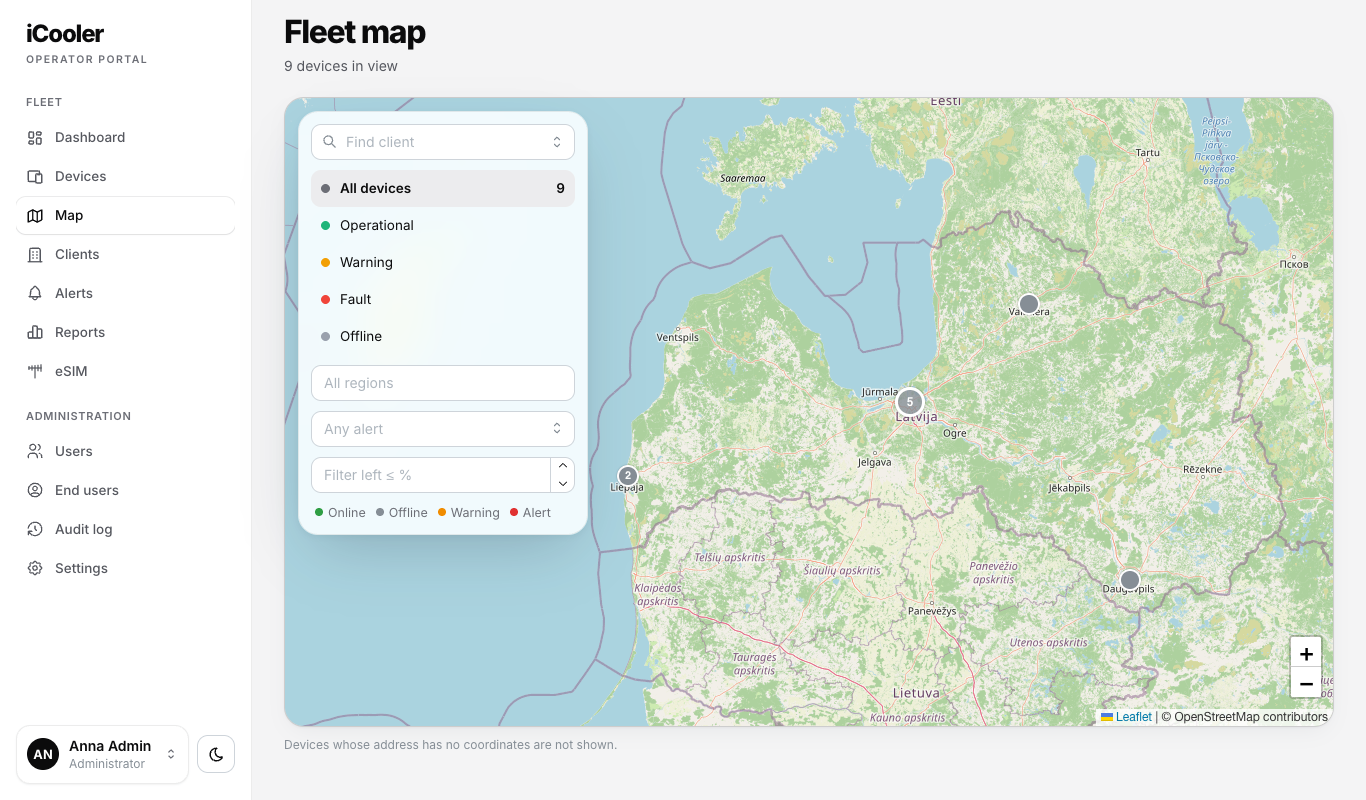 iCooler
OPERATOR PORTAL
FLEET
Dashboard
Devices
Map
Clients
Alerts
Reports
eSIM
ADMINISTRATION
Users
End users
Audit log
Settings
AN
Anna Admin
Administrator
Fleet map
9 devices in view
Find client
All devices 9
Operational
Warning
Fault
Offline
All regions
Any alert
Filter left ≤ %
Online Offline Warning Alert
Eesti
Saaremaa
Tartu
Peipsi-
Pihkva
järv -
Псковско-
Чудское
озеро
Псков
Ventspils
Jūrmala
5
Latvija
Ogre
Jelgava
2
Liepāja
Jēkabpils
Rēzekne
Daugavpils
Telšių apskritis
Šiaulių apskritis
Panevėžio
apskritis
Klaipėdos
apskritis
Panevėžys
Utenos apskritis
Tauragės
apskritis
Lietuva
Kauno apskritis
+
−
Leaflet | © OpenStreetMap contributors
Devices whose address has no coordinates are not shown.